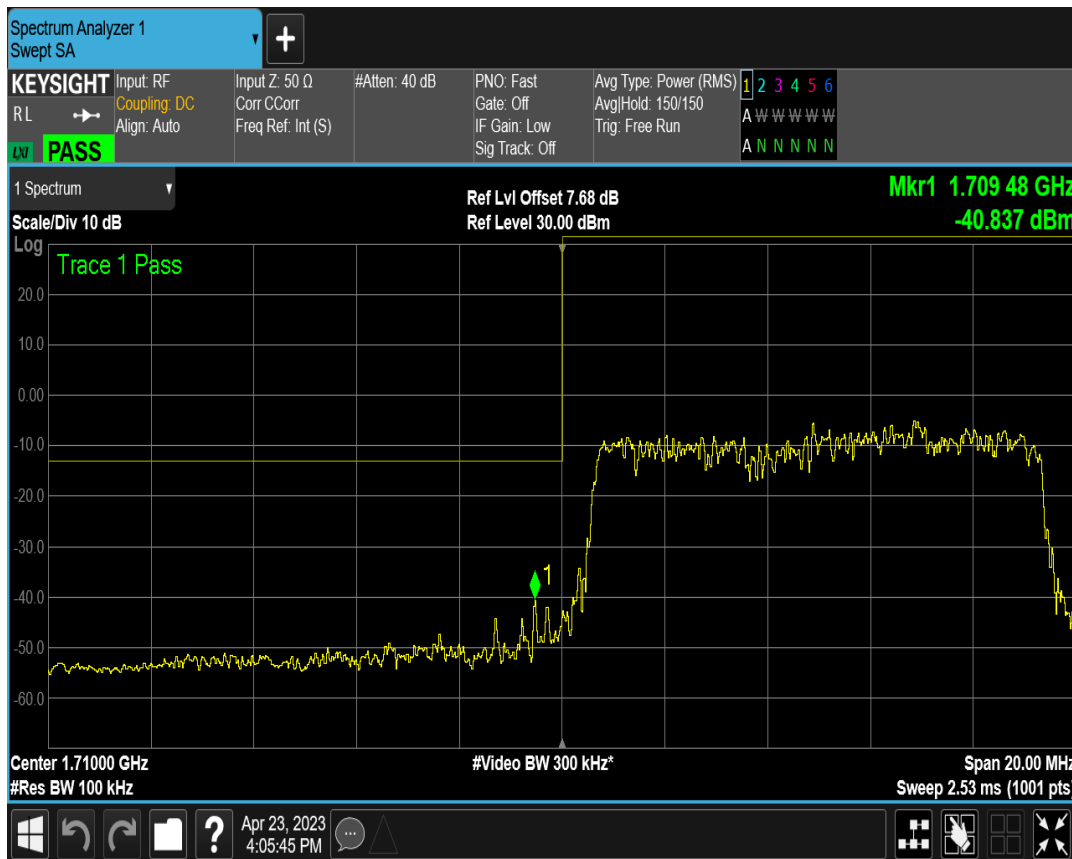 Spectrum Analyzer 1
Swept SA
+
KEYSIGHT
RL
LXI PASS
Input: RF
Coupling: DC
Align: Auto
Input Z: 50 Ω
Corr CCorr
Freq Ref: Int (S)
#Atten: 40 dB
PNO: Fast
Gate: Off
IF Gain: Low
Sig Track: Off
Avg Type: Power (RMS)
Avg|Hold: 150/150
Trig: Free Run
1 2 3 4 5 6
A W W W W W
A N N N N N
1 Spectrum
Scale/Div 10 dB
Ref Lvl Offset 7.68 dB
Ref Level 30.00 dBm
Mkr1 1.709 48 GHz
-40.837 dBm
Log
Trace 1 Pass
20.0
10.0
0.00
-10.0
-20.0
-30.0
1
-40.0
-50.0
-60.0
Center 1.71000 GHz
#Video BW 300 kHz*
Span 20.00 MHz
#Res BW 100 kHz
Sweep 2.53 ms (1001 pts)
?
Apr 23, 2023
4:05:45 PM